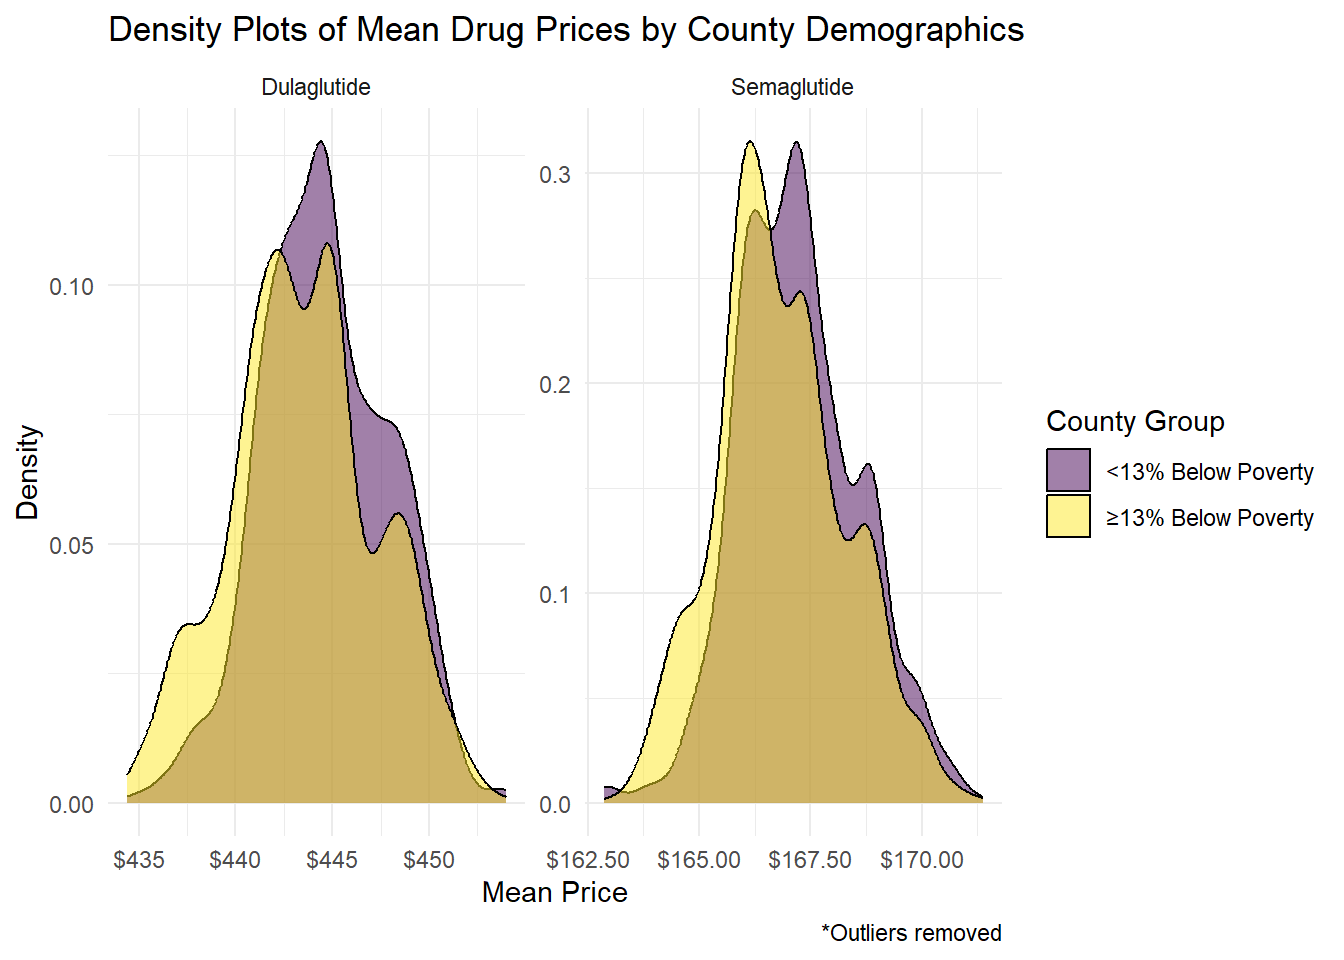 Density Plots of Mean Drug Prices by County Demographics
Dulaglutide
Semaglutide
Density
0.10
0.05
0.00
0.3
0.2
0.1
0.0
$435 $440 $445 $450
$162.50 $165.00 $167.50 $170.00
Mean Price
County Group
<13% Below Poverty
≥13% Below Poverty
*Outliers removed